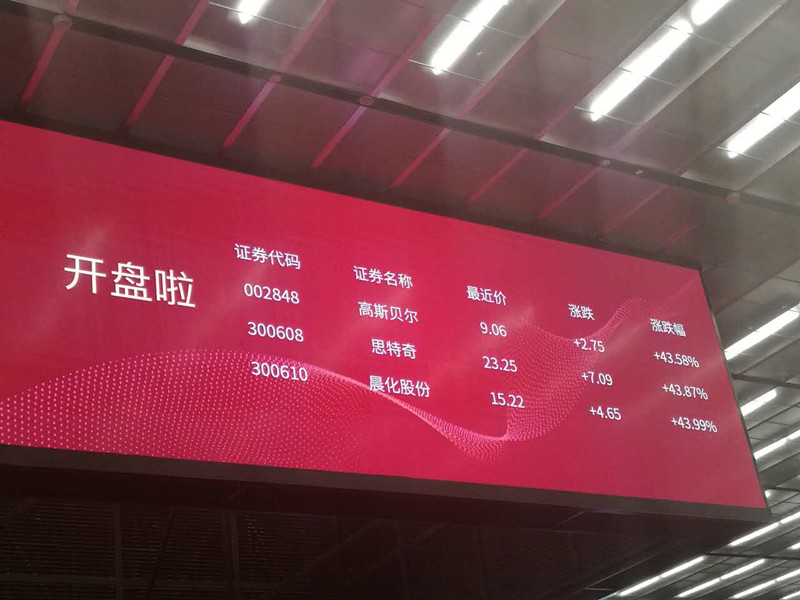 开盘啦
证券代码 证券名称 最近价 涨跌 涨跌幅
002848 高斯贝尔 9.06 +2.75 +43.58%
300608 思特奇 23.25 +7.09 +43.87%
300610 晨化股份 15.22 +4.65 +43.99%